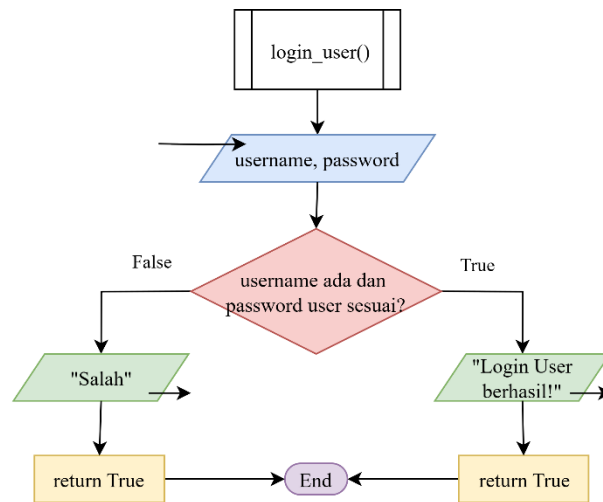 login_user()
username, password
False
True
username ada dan
password user sesuai?
"Salah"
"Login User
berhasil!"
return True
End
return True